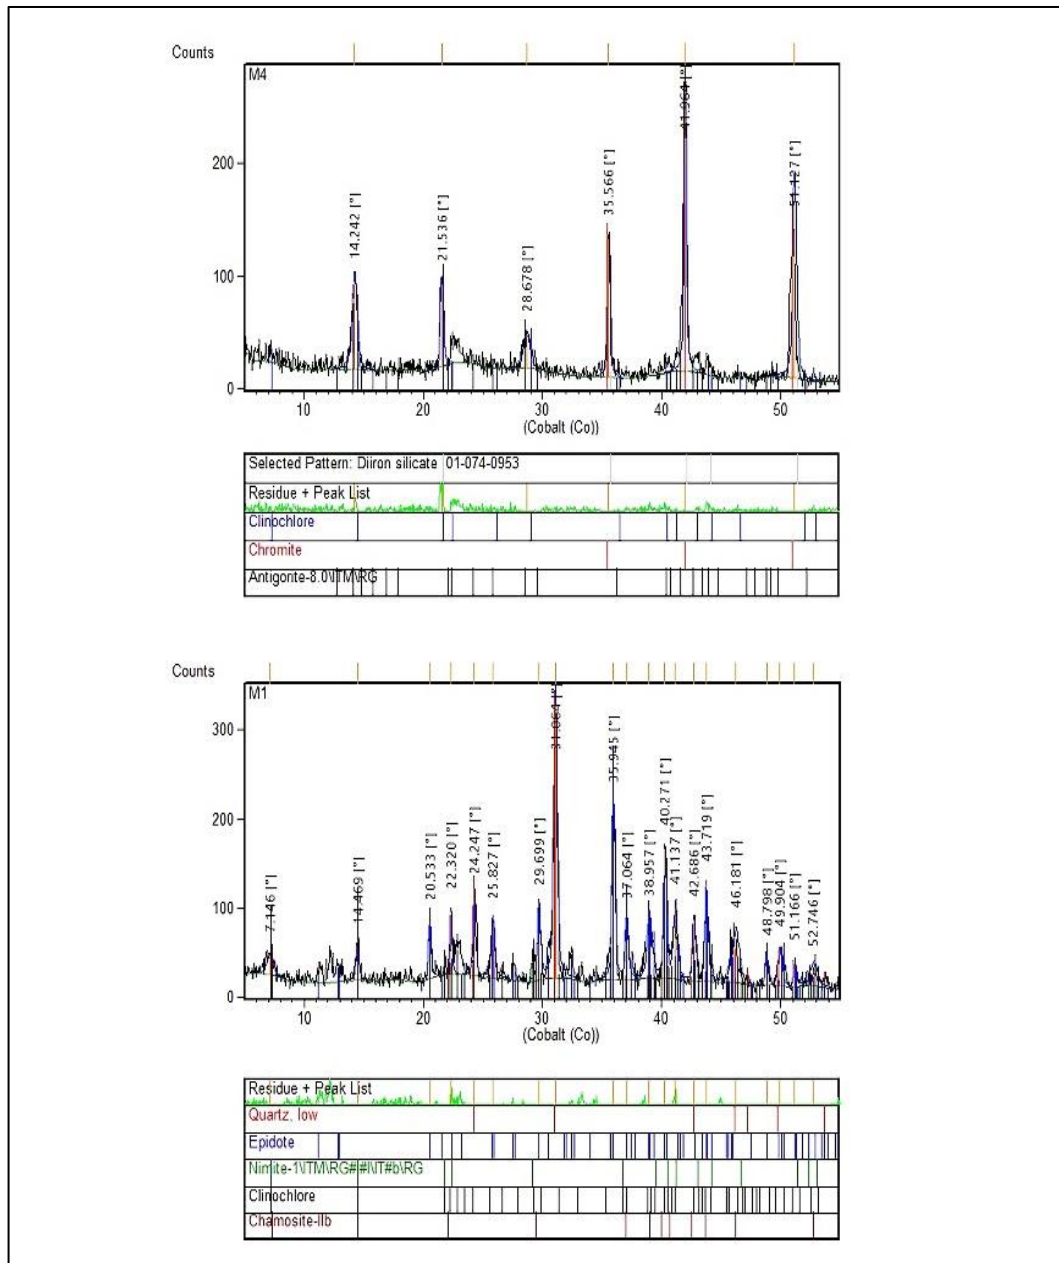 Counts
M4
200
100
0
14.242 [°]
21.536 [°]
28.678 [°]
35.566 [°]
41.964 [°]
51.127 [°]
10 20 30 40 50
(Cobalt (Co))
Selected Pattern: Diiron silicate 01-074-0953
Residue + Peak List
Clinochlore
Chromite
Antigorite-8.0\ITM\RG
Counts
M1
300
200
100
0
7.146 [°]
14.469 [°]
20.533 [°]
22.320 [°]
24.247 [°]
25.827 [°]
29.699 [°]
31.064 [°]
35.945 [°]
37.064 [°]
38.957 [°]
40.271 [°]
41.137 [°]
42.686 [°]
43.719 [°]
46.181 [°]
48.798 [°]
49.904 [°]
51.166 [°]
52.746 [°]
10 20 30 40 50
(Cobalt (Co))
Residue + Peak List
Quartz, low
Epidote
Clinochlore
Chamosite-IIb